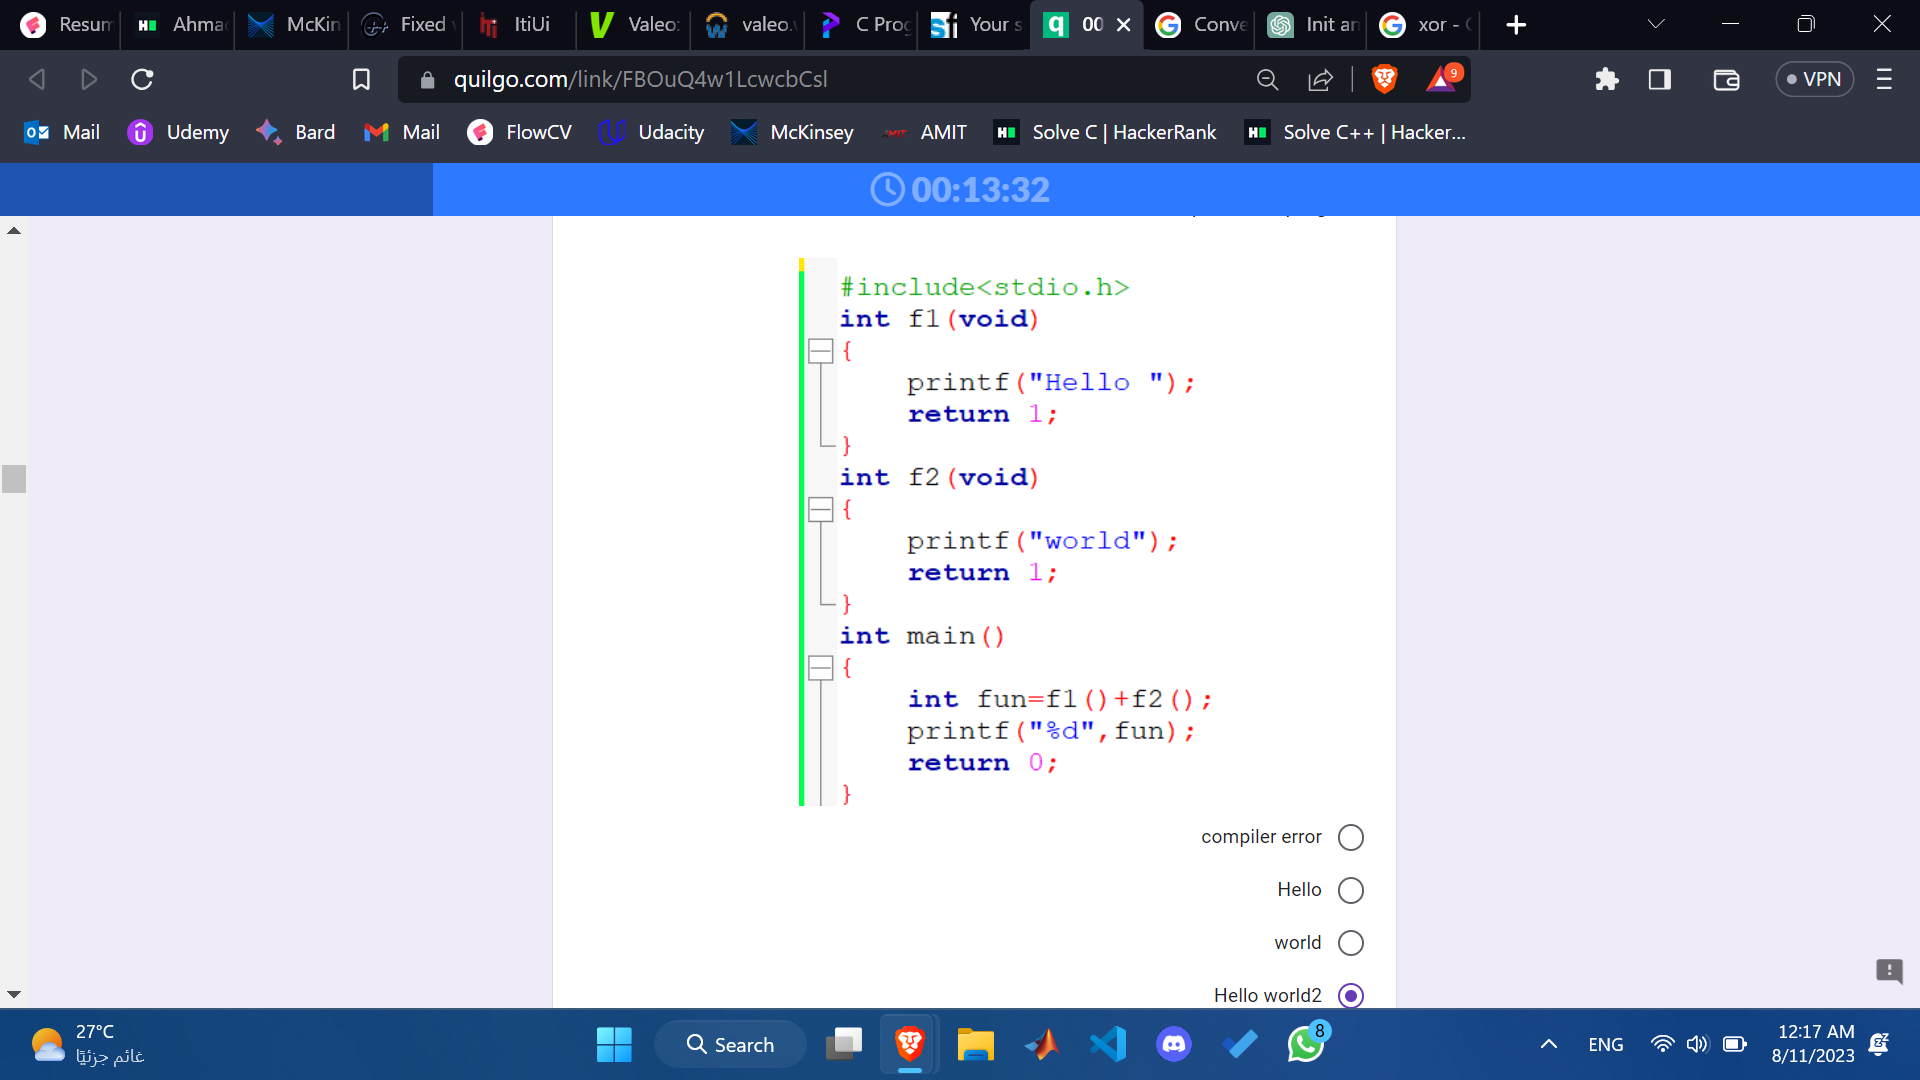 Resum
Ahma
McKin
Fixed
ItiUi
Valeo:
valeo.
C Prog
Your s
00
Conve
Init an
xor -
quilgo.com/link/FBOuQ4w1LcwcbCsl
9
VPN
Mail
Udemy
Bard
Mail
FlowCV
Udacity
McKinsey
AMIT
Solve C | HackerRank
Solve C++ | Hacker...
00:13:32
#include<stdio.h>
int f1(void)
{
printf("Hello ");
return 1;
}
int f2(void)
{
printf("world");
return 1;
}
int main()
{
int fun=f1()+f2();
printf("%d",fun);
return 0;
}
compiler error
Hello
world
Hello world2
27°C
غائم جزئيًا
Search
8
ENG
12:17 AM
8/11/2023